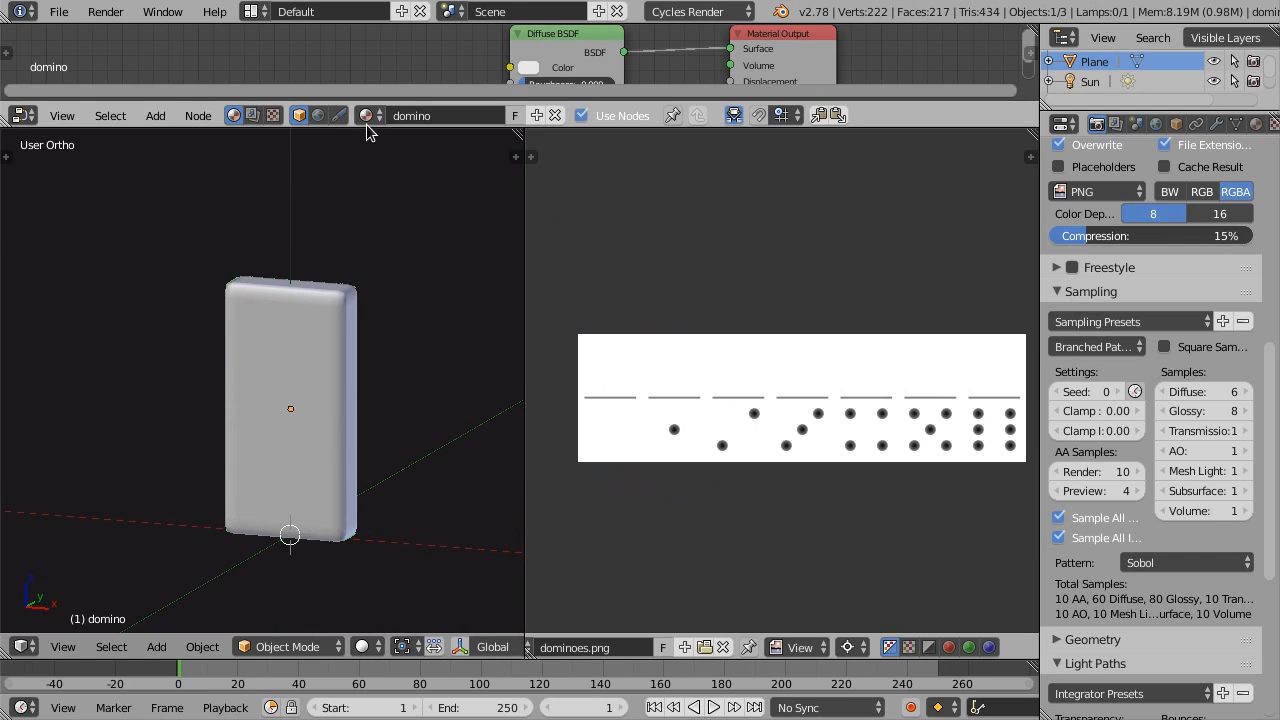 File Render Window Help Default Scene Cycles Render v2.78 | Verts:222 | Faces:217 | Tris:434 | Objects:1/3 | Lamps:0/1 | Mem:8.19M (0.98M) | domi
Diffuse BSDF
BSDF
Color
Material Output
Surface
Volume
Displacement
domino
View Select Add Node domino F Use Nodes
View Search Visible Layers
Plane
Sun
User Ortho
(1) domino
Overwrite File Extensio...
Placeholders Cache Result
PNG BW RGB RGBA
Color Dep... 8 16
Compression: 15%
Freestyle
Sampling
Sampling Presets
Branched Pat... Square Sam...
Settings: Samples:
Seed: 0 Diffuse: 6
Clamp : 0.00 Glossy: 8
Clamp I: 0.00 Transmissio: 1
AA Samples: AO: 1
Render: 10 Mesh Light: 1
Preview: 4 Subsurface: 1
Sample All ... Volume: 1
Sample All I...
Pattern: Sobol
Total Samples:
10 AA, 60 Diffuse, 80 Glossy, 10 Tran...
10 AO, 10 Mesh Li...urface, 10 Volume
Geometry
Light Paths
Integrator Presets
View Select Add Object Object Mode Global
dominoes.png F View
-40 -20 0 20 40 60 80 100 120 140 160 180 200 220 240 260
View Marker Frame Playback Start: 1 End: 250 1 No Sync